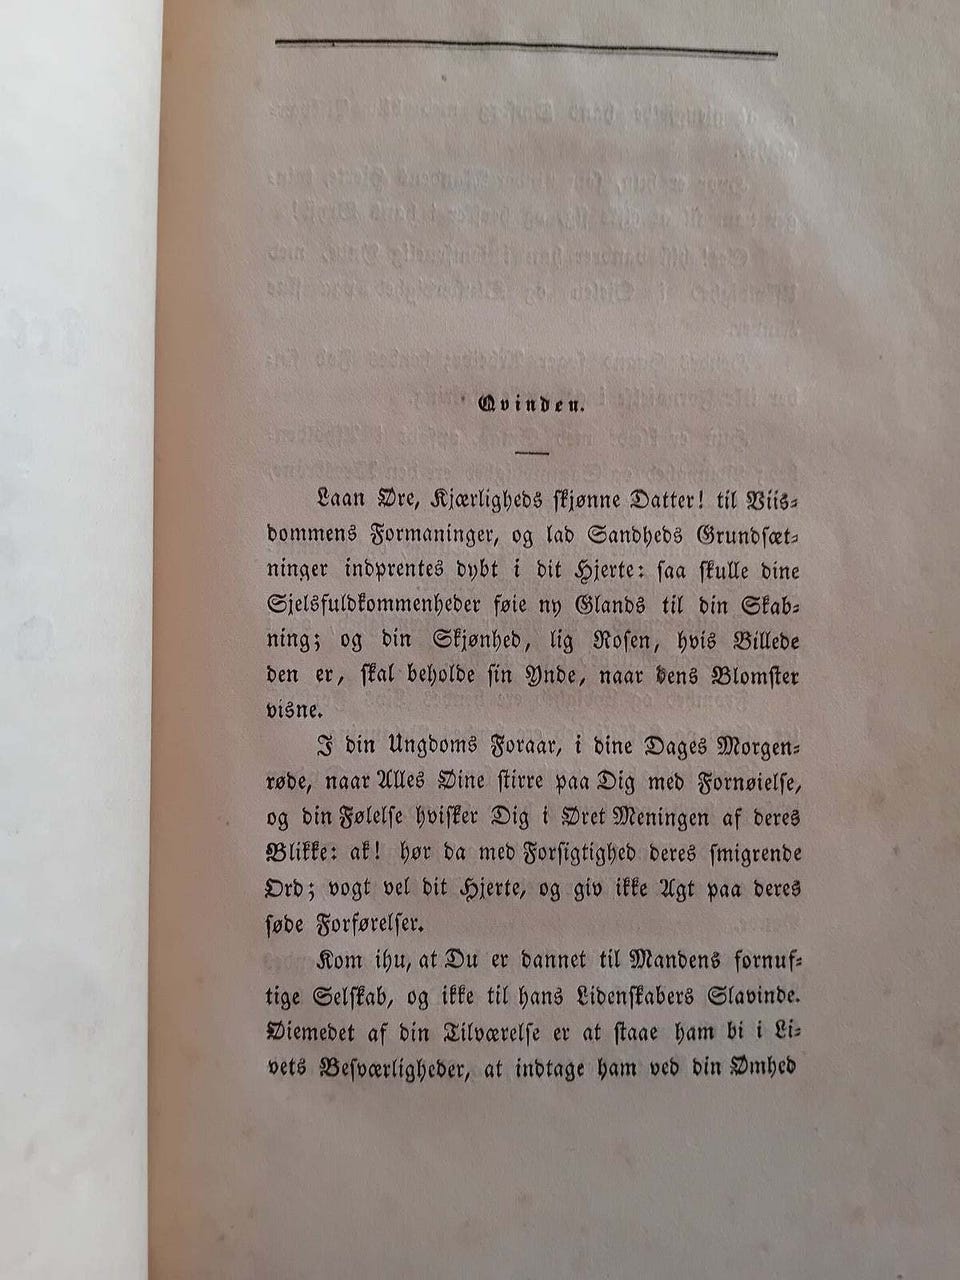 Qvinden.
Laan Øre, Kjærligheds skjønne Datter! til Viis-
dommens Formaninger, og lad Sandheds Grundsæt-
ninger indprentes dybt i dit Hjerte: saa skulle dine
Sjelsfuldkommenheder føie ny Glands til din Skab-
ning; og din Skjønhed, lig Rosen, hvis Billede
den er, skal beholde sin Ynde, naar dens Blomster
visne.
I din Ungdoms Foraar, i dine Dages Morgen-
røde, naar Alles Øine stirre paa Dig med Fornøielse,
og din Følelse hvisker Dig i Øret Meningen af deres
Blikke: ak! hør da med Forsigtighed deres smigrende
Ord; vogt vel dit Hjerte, og giv ikke Agt paa deres
søde Forførelser.
Kom ihu, at Du er dannet til Mandens fornuf-
tige Selskab, og ikke til hans Lidenskabers Slavinde.
Øiemedet af din Tilværelse er at staae ham bi i Li-
vets Besværligheder, at indtage ham ved din Ømhed